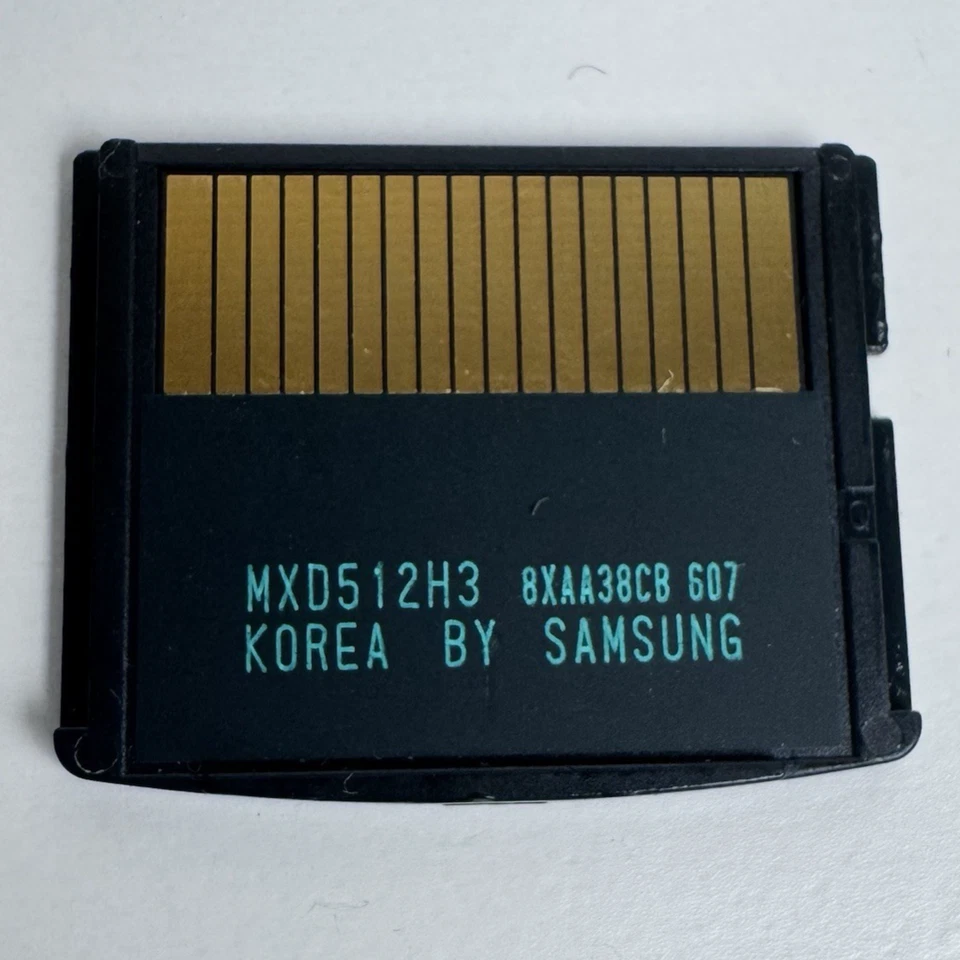 MXD512H3 8XAA38CB 607
KOREA BY SAMSUNG